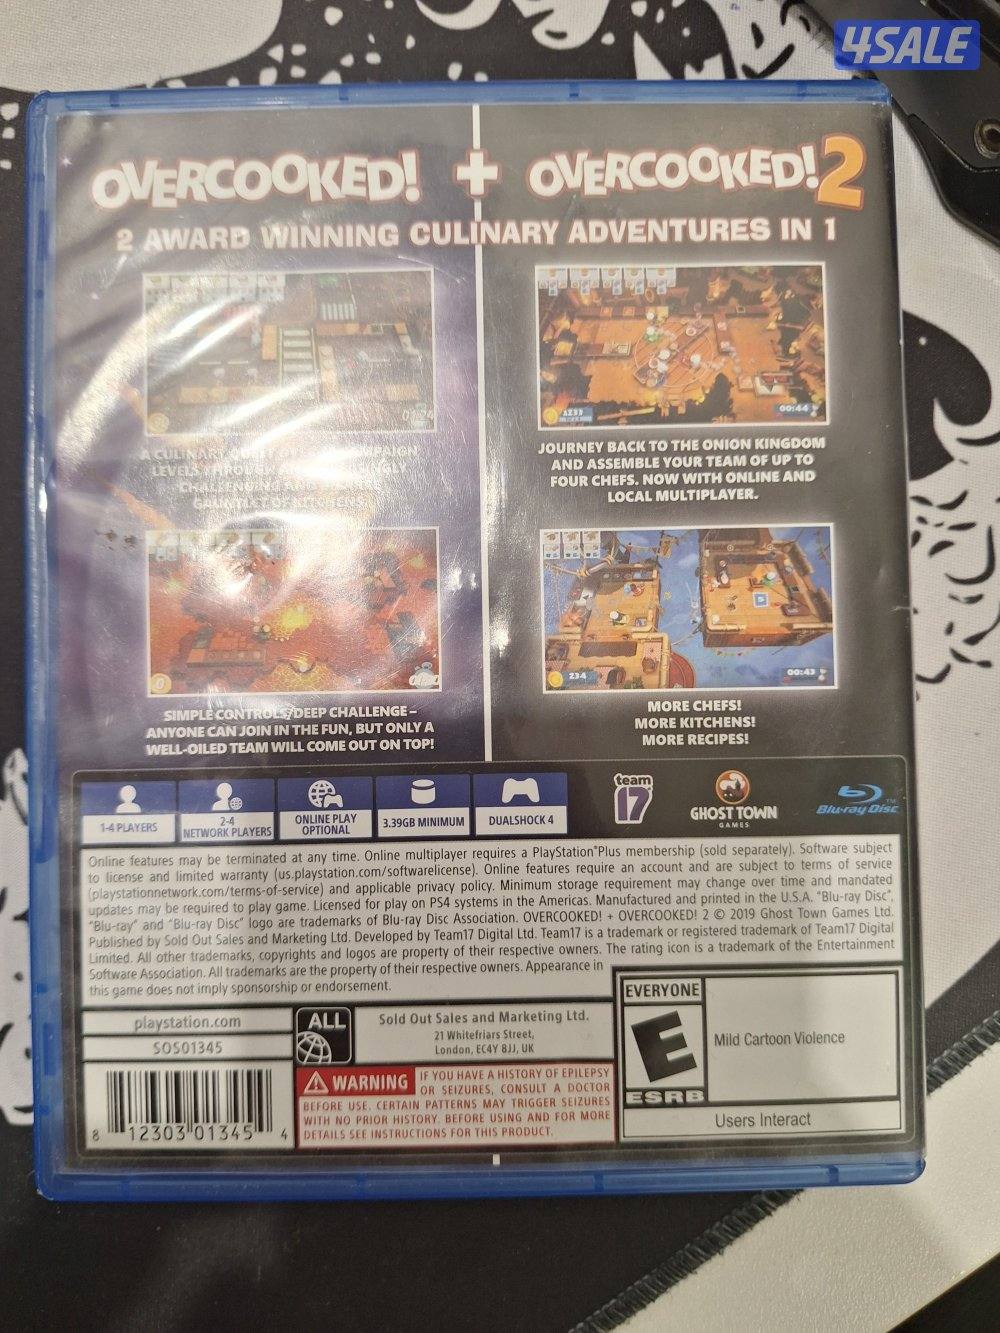 4SALE
OVERCOOKED! + OVERCOOKED! 2
2 AWARD WINNING CULINARY ADVENTURES IN 1
A CULINARY
LEVELS THROUGH
CHALLENGING AND
GAUNTLET OF KITCHENS
JOURNEY BACK TO THE ONION KINGDOM
AND ASSEMBLE YOUR TEAM OF UP TO
FOUR CHEFS. NOW WITH ONLINE AND
LOCAL MULTIPLAYER.
00:44
SIMPLE CONTROLS/DEEP CHALLENGE –
ANYONE CAN JOIN IN THE FUN, BUT ONLY A
WELL-OILED TEAM WILL COME OUT ON TOP!
234
00:43
MORE CHEFS!
MORE KITCHENS!
MORE RECIPES!
1-4 PLAYERS
2-4
NETWORK PLAYERS
ONLINE PLAY
OPTIONAL
3.39GB MINIMUM
DUALSHOCK 4
team
17
GHOST TOWN
GAMES
Blu-ray Disc™
Online features may be terminated at any time. Online multiplayer requires a PlayStation®Plus membership (sold separately). Software subject
to license and limited warranty (us.playstation.com/softwarelicense). Online features require an account and are subject to terms of service
(playstationnetwork.com/terms-of-service) and applicable privacy policy. Minimum storage requirement may change over time and mandated
updates may be required to play game. Licensed for play on PS4 systems in the Americas. Manufactured and printed in the U.S.A. "Blu-ray Disc",
"Blu-ray" and "Blu-ray Disc" logo are trademarks of Blu-ray Disc Association. OVERCOOKED! + OVERCOOKED! 2 © 2019 Ghost Town Games Ltd.
Published by Sold Out Sales and Marketing Ltd. Developed by Team17 Digital Ltd. Team17 is a trademark or registered trademark of Team17 Digital
Limited. All other trademarks, copyrights and logos are property of their respective owners. The rating icon is a trademark of the Entertainment
Software Association. All trademarks are the property of their respective owners. Appearance in
this game does not imply sponsorship or endorsement.
playstation.com
SOS01345
8 12303 01345 4
ALL
Sold Out Sales and Marketing Ltd.
21 Whitefriars Street,
London, EC4Y 8JJ, UK
WARNING IF YOU HAVE A HISTORY OF EPILEPSY
OR SEIZURES, CONSULT A DOCTOR
BEFORE USE. CERTAIN PATTERNS MAY TRIGGER SEIZURES
WITH NO PRIOR HISTORY. BEFORE USING AND FOR MORE
DETAILS SEE INSTRUCTIONS FOR THIS PRODUCT.
EVERYONE
E
ESRB
Mild Cartoon Violence
Users Interact